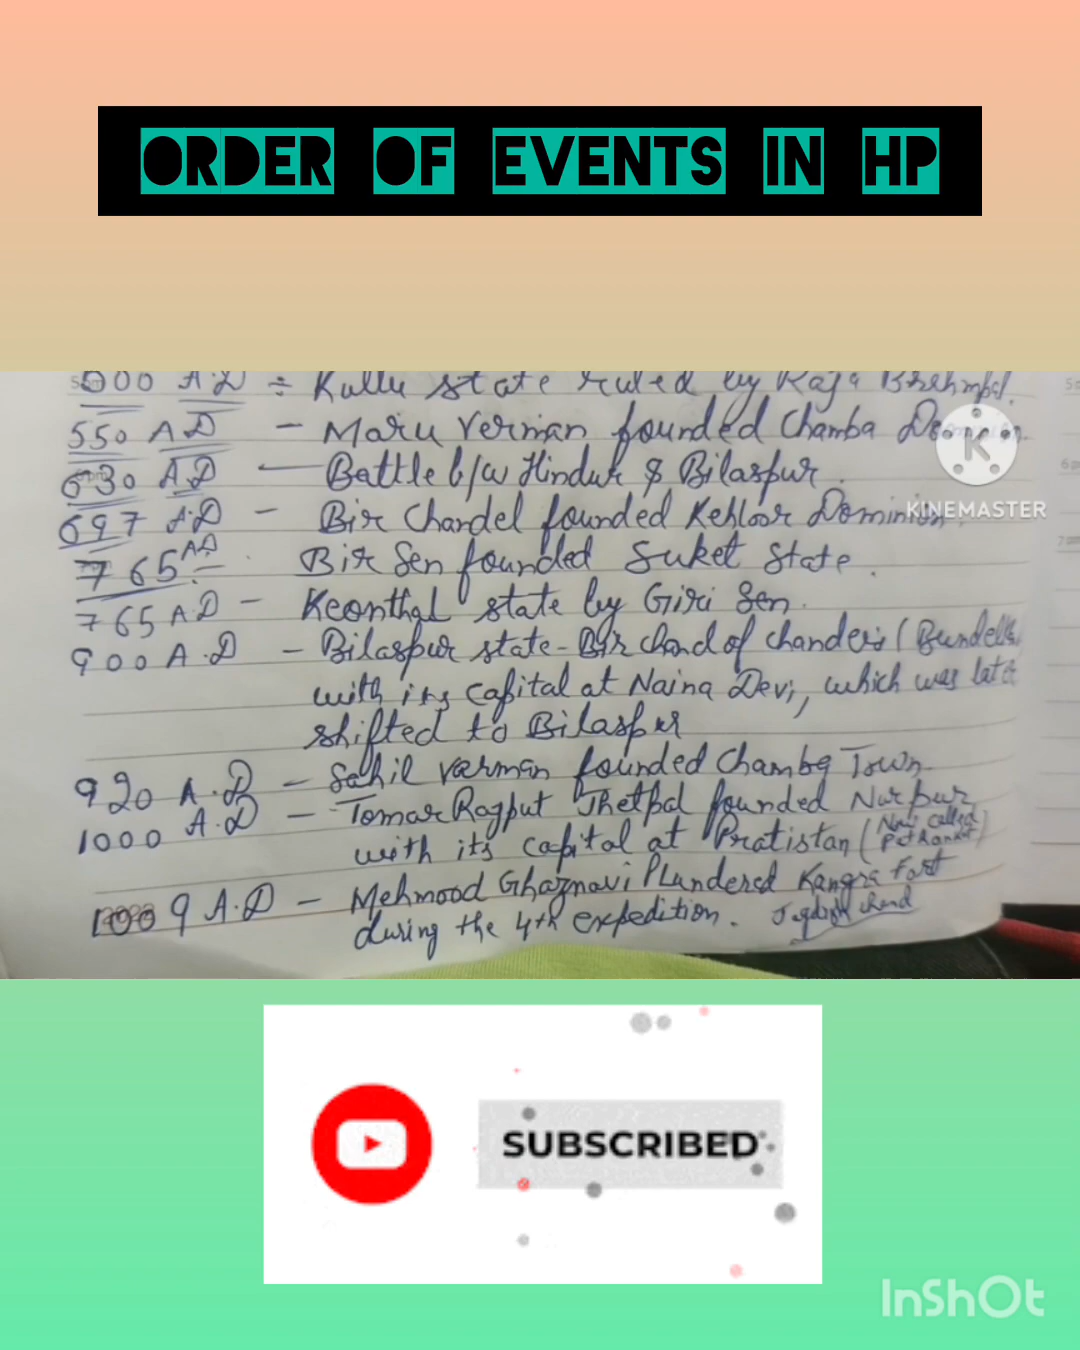 ORDER OF EVENTS IN HP
500 A.D ÷ Kullu state ruled by Raja
550 AD - Maru Verman founded Chamba
630 A.D - Battle b/w Hindur & Bilaspur.
697 A.D - Bir Chandel founded Kehloor Dominion.
765 AD. Bir Sen founded Suket State.
765 A.D - Keonthal state by Giri Sen.
900 A.D - Bilaspur state - Bir Chand of
with its capital at Naina Devi, which was later
shifted to Bilaspur
920 A.D - Sahil Varman founded Chamba Town
1000 A.D - Tomar Rajput Jhetpal founded Nurpur
with its capital at Pratistan (Now called
1009 A.D - Mehmood Ghaznavi Plundered Kangra Fort
during the 4th expedition. Jagdish Chand
KINEMASTER
SUBSCRIBED
InShOt